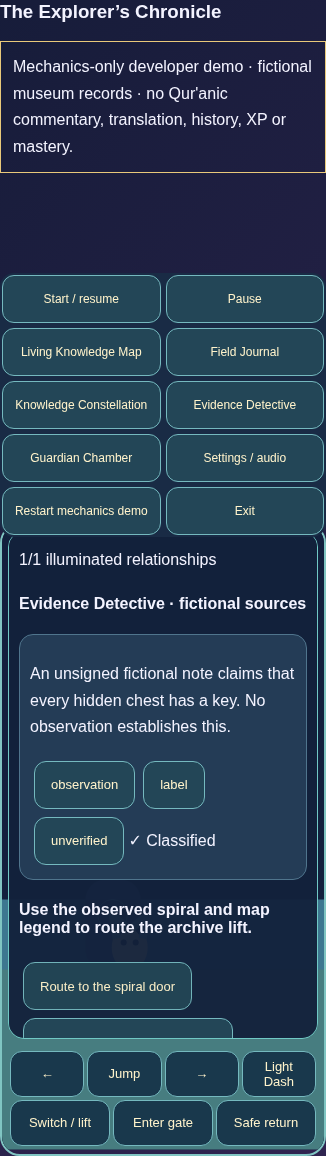 The Explorer’s Chronicle
Mechanics-only developer demo · fictional
museum records · no Qur'anic
commentary, translation, history, XP or
mastery.
Start / resume
Pause
Living Knowledge Map
Field Journal
Knowledge Constellation
Evidence Detective
Guardian Chamber
Settings / audio
Restart mechanics demo
Exit
1/1 illuminated relationships
Evidence Detective · fictional sources
An unsigned fictional note claims that
every hidden chest has a key. No
observation establishes this.
observation
label
unverified
✓ Classified
Use the observed spiral and map
legend to route the archive lift.
Route to the spiral door
←
Jump
→
Light
Dash
Switch / lift
Enter gate
Safe return